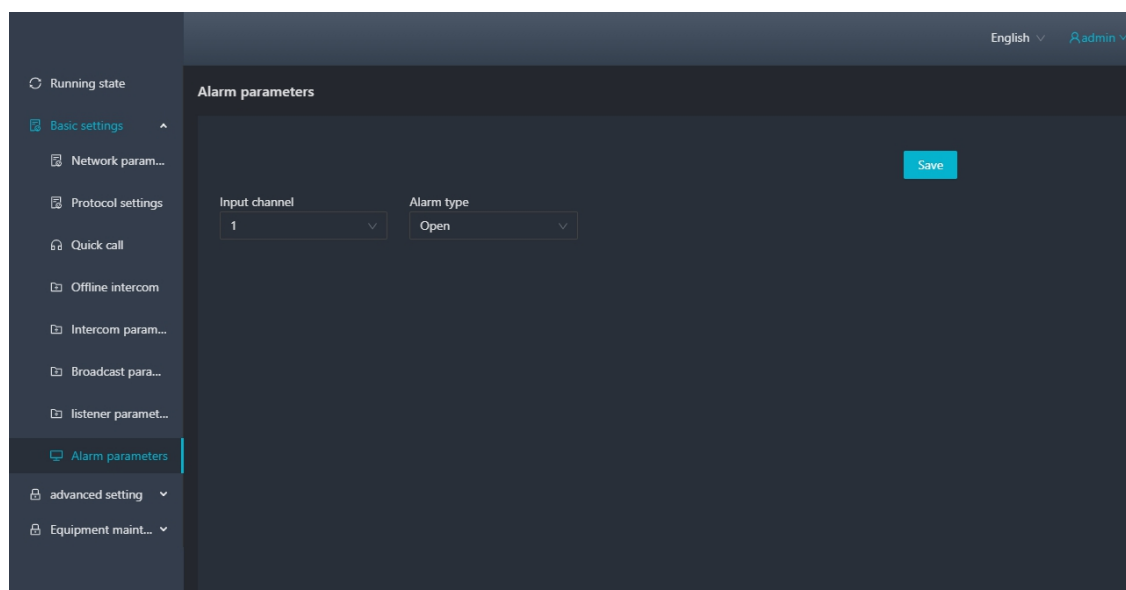 English
admin
Running state
Basic settings
Network param...
Protocol settings
Quick call
Offline intercom
Intercom param...
Broadcast para...
listener paramet...
Alarm parameters
advanced setting
Equipment maint...
Alarm parameters
Save
Input channel
Alarm type
1
Open